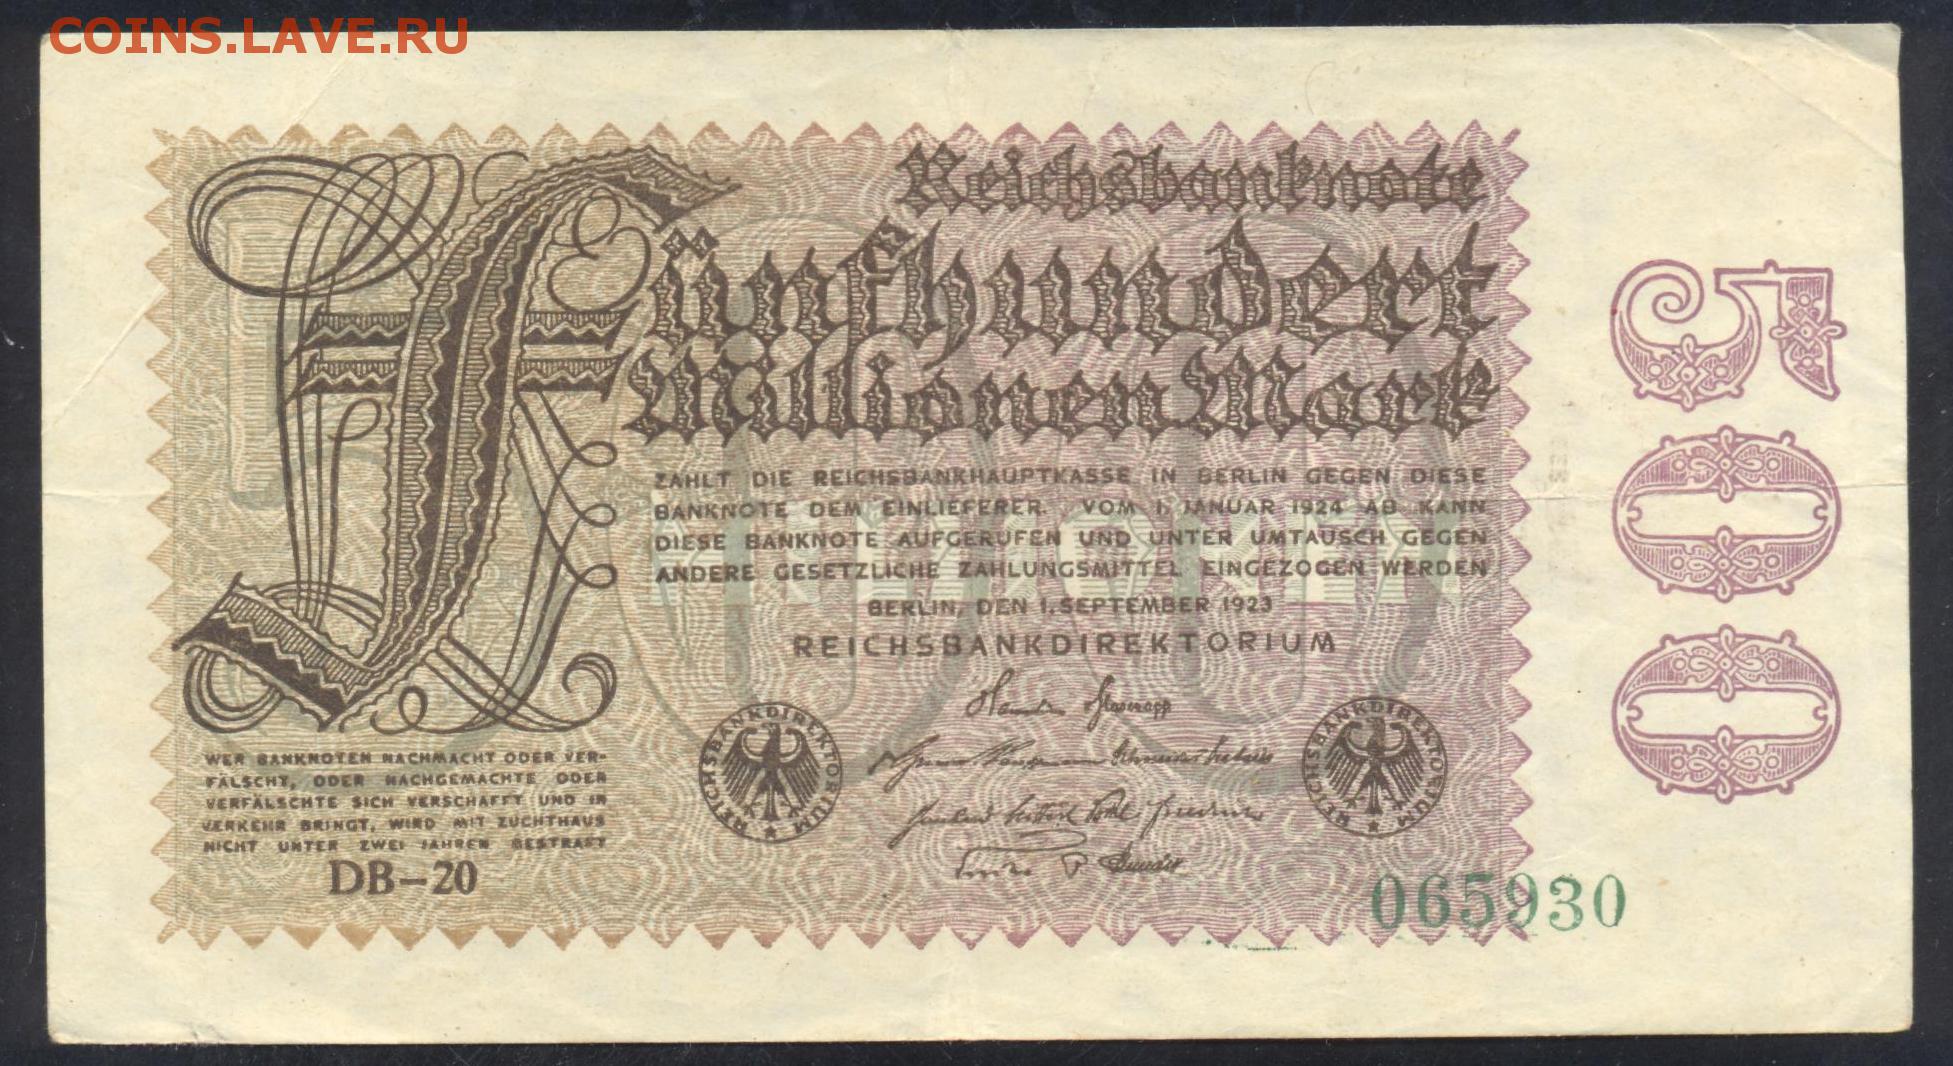 COINS.LAVE.RU
Reichsbanknote
Fünfhundert
Millionen Mark
ZAHLT DIE REICHSBANKHAUPTKASSE IN BERLIN GEGEN DIESE
BANKNOTE DEM EINLIEFERER. VOM 1. JANUAR 1924 AB KANN
DIESE BANKNOTE AUFGERUFEN UND UNTER UMTAUSCH GEGEN
ANDERE GESETZLICHE ZAHLUNGSMITTEL EINGEZOGEN WERDEN
BERLIN, DEN 1. SEPTEMBER 1923
REICHSBANKDIREKTORIUM
REICHSBANKDIREKTORIUM
REICHSBANKDIREKTORIUM
WER BANKNOTEN NACHMACHT ODER VER-
FÄLSCHT, ODER NACHGEMACHTE ODER
VERFÄLSCHTE SICH VERSCHAFFT UND IN
VERKEHR BRINGT, WIRD MIT ZUCHTHAUS
NICHT UNTER ZWEI JAHREN BESTRAFT
DB-20
065930
500